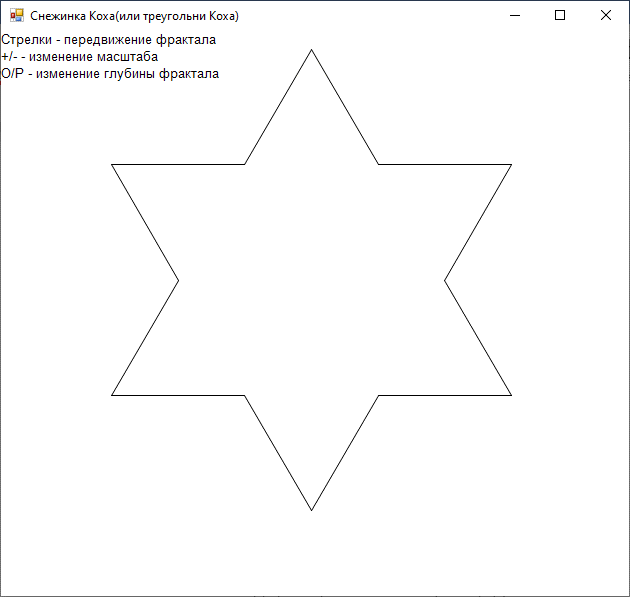 Снежинка Коха(или треугольни Коха)
Стрелки - передвижение фрактала
+/- - изменение масштаба
О/Р - изменение глубины фрактала